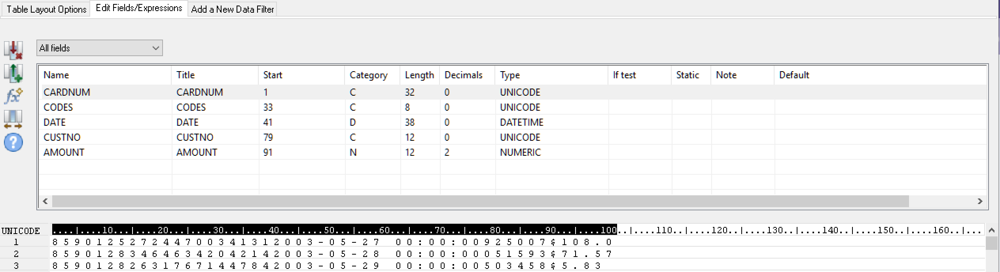 Table Layout Options Edit Fields/Expressions Add a New Data Filter
All fields
Name Title Start Category Length Decimals Type If test Static Note Default
CARDNUM CARDNUM 1 C 32 0 UNICODE
CODES CODES 33 C 8 0 UNICODE
DATE DATE 41 D 38 0 DATETIME
CUSTNO CUSTNO 79 C 12 0 UNICODE
AMOUNT AMOUNT 91 N 12 2 NUMERIC
UNICODE ....|....10...|....20...|....30...|....40...|....50...|....60...|....70...|....80...|....90...|....100..|....110..|....120..|....130..|....140..|....150..|....160..|...
1 8 5 9 0 1 2 5 2 7 2 4 4 7 0 0 3 4 1 3 1 2 0 0 3 - 0 5 - 2 7   0 0 : 0 0 : 0 0 9 2 5 0 0 7 $ 1 0 8 . 0
2 8 5 9 0 1 2 8 3 4 6 4 6 3 4 2 0 4 2 1 4 2 0 0 3 - 0 5 - 2 8   0 0 : 0 0 : 0 0 0 5 1 5 9 3 $ 7 1 . 5 7
3 8 5 9 0 1 2 8 2 6 3 1 7 6 7 1 4 4 7 8 4 2 0 0 3 - 0 5 - 2 9   0 0 : 0 0 : 0 0 5 0 3 4 5 8 $ 5 . 8 3